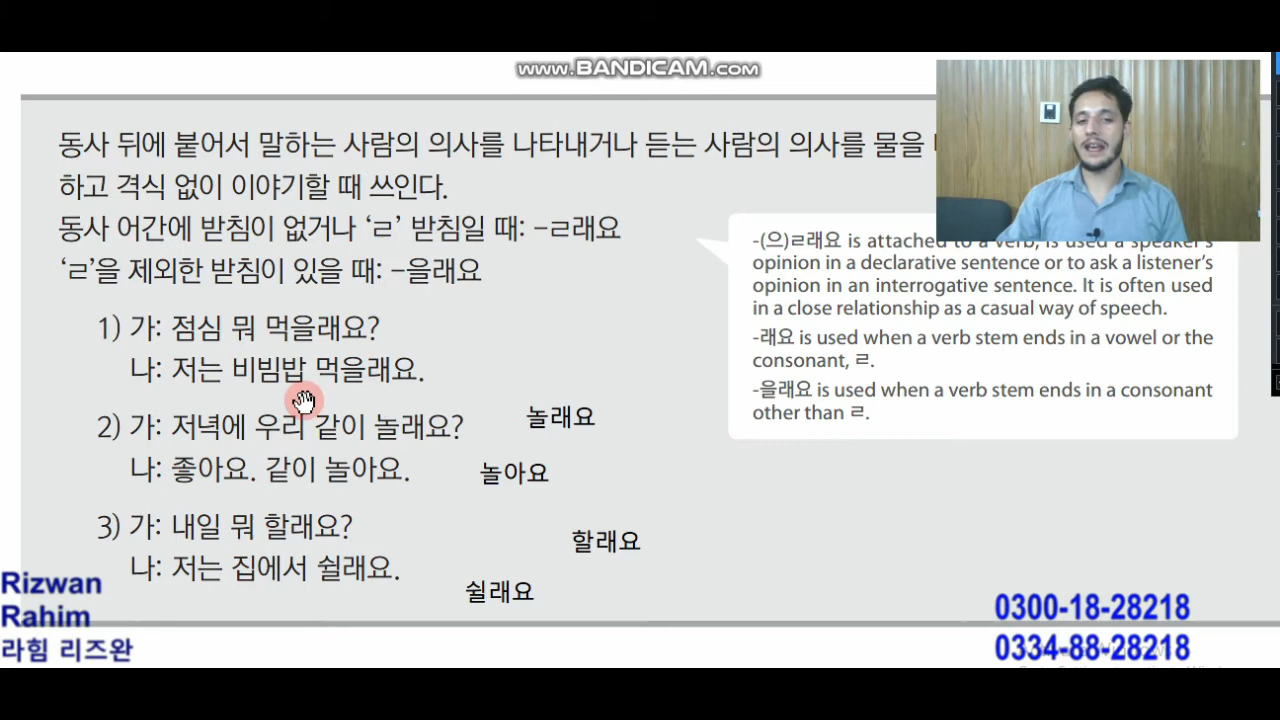 www.BANDICAM.com
동사 뒤에 붙어서 말하는 사람의 의사를 나타내거나 듣는 사람의 의사를 물을
하고 격식 없이 이야기할 때 쓰인다.
동사 어간에 받침이 없거나 ‘ㄹ’ 받침일 때: –ㄹ래요
‘ㄹ’을 제외한 받침이 있을 때: –을래요
1) 가: 점심 뭐 먹을래요?
나: 저는 비빔밥 먹을래요.
2) 가: 저녁에 우리 같이 놀래요?
놀래요
나: 좋아요. 같이 놀아요.
놀아요
3) 가: 내일 뭐 할래요?
할래요
나: 저는 집에서 쉴래요.
쉴래요
-(으)ㄹ래요 is attached to a verb, is used a speaker's
opinion in a declarative sentence or to ask a listener's
opinion in an interrogative sentence. It is often used
in a close relationship as a casual way of speech.
-래요 is used when a verb stem ends in a vowel or the
consonant, ㄹ.
-을래요 is used when a verb stem ends in a consonant
other than ㄹ.
Rizwan
Rahim
라힘 리즈완
0300-18-28218
0334-88-28218